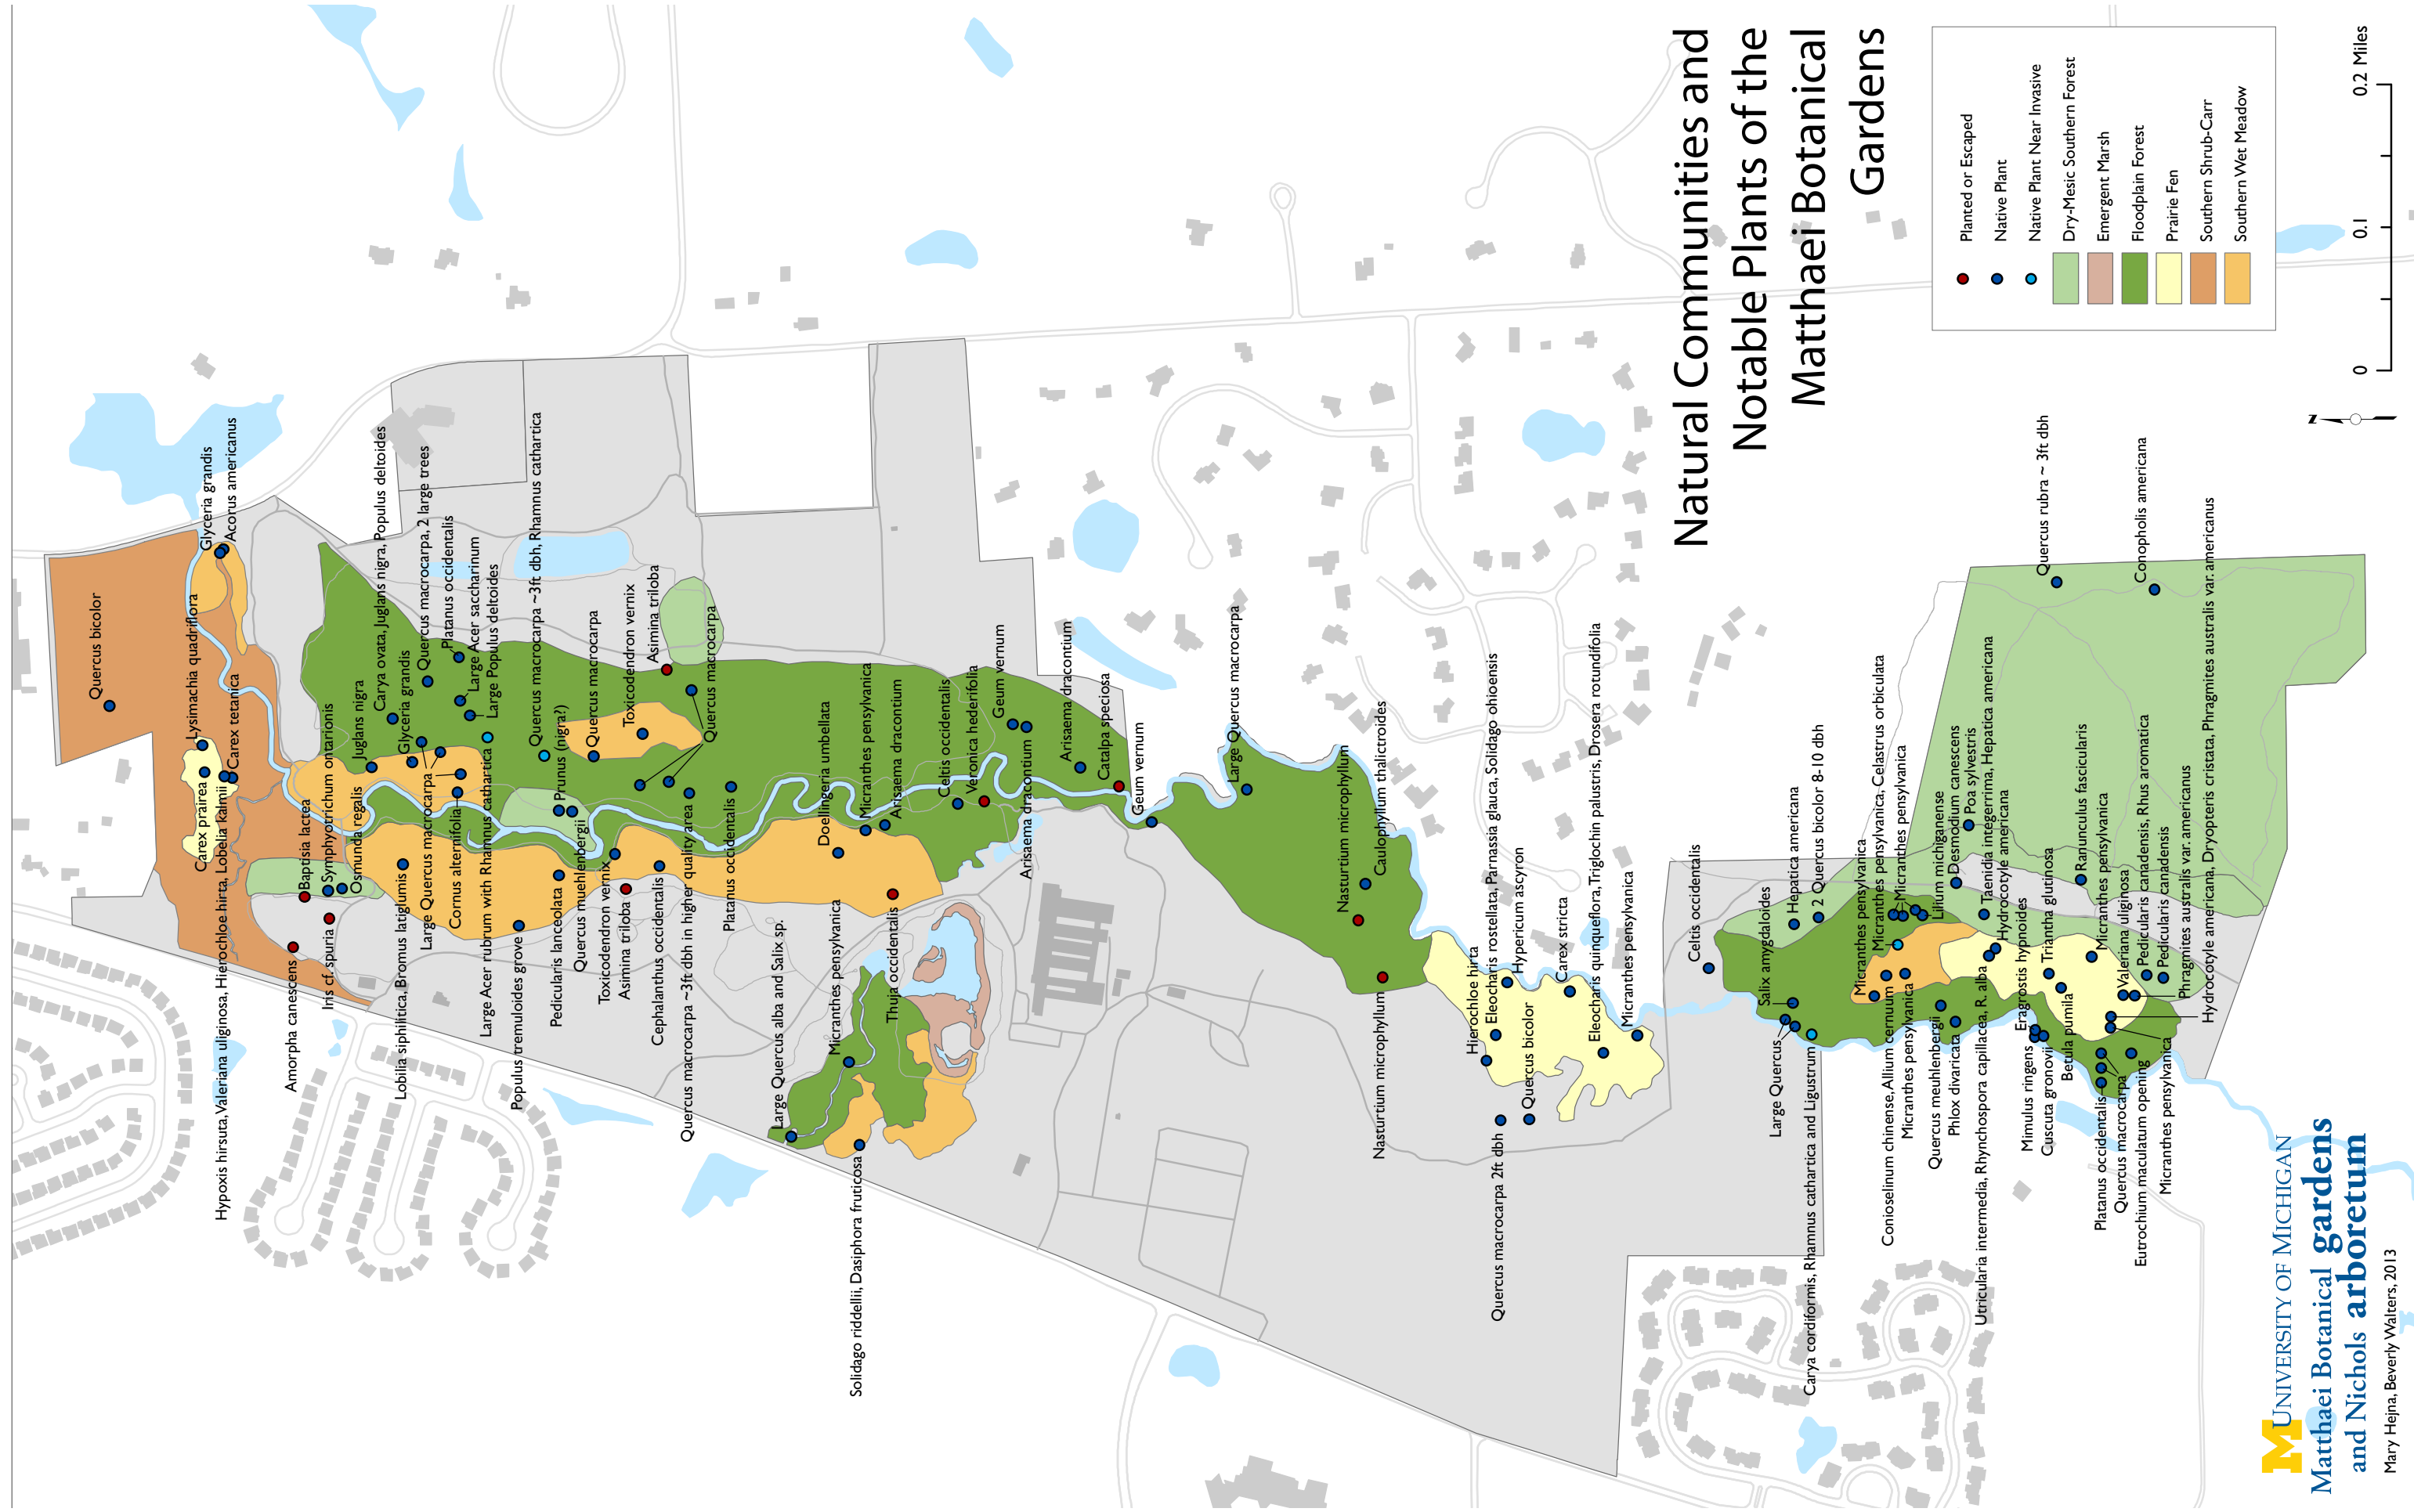 Natural Communities and
Notable Plants of the
Matthaei Botanical
Gardens
Planted or Escaped
Native Plant
Native Plant Near Invasive
Dry-Mesic Southern Forest
Emergent Marsh
Floodplain Forest
Prairie Fen
Southern Shrub-Carr
Southern Wet Meadow
0 0.1 0.2 Miles
N
Quercus bicolor
Lysimachia quadriflora
Glyceria grandis
Acorus americanus
Carex prairea
Carex tetanica
Hypoxis hirsuta, Valeriana uliginosa, Hierochloe hirta, Lobelia kalmii
Amorpha canescens
Baptisia lactea
Iris cf. spuria
Symphyotrichum ontarionis
Osmunda regalis
Juglans nigra
Carya ovata, Juglans nigra, Populus deltoides
Lobilia siphilitica, Bromus latiglumis
Glyceria grandis
Quercus macrocarpa, 2 large trees
Large Quercus macrocarpa
Platanus occidentalis
Cornus alternifolia
Large Acer saccharinum
Large Populus deltoides
Large Acer rubrum with Rhamnus cathartica
Populus tremuloides grove
Quercus macrocarpa ~3ft dbh, Rhamnus cathartica
Prunus (nigra?)
Pedicularis lanceolata
Quercus muehlenbergii
Quercus macrocarpa
Toxicodendron vernix
Toxicodendron vernix
Asimina triloba
Asimina triloba
Cephalanthus occidentalis
Quercus macrocarpa ~3ft dbh in higher quality area
Quercus macrocarpa
Platanus occidentalis
Large Quercus alba and Salix sp.
Doellingeria umbellata
Micranthes pensylvanica
Micranthes pensylvanica
Solidago riddellii, Dasiphora fruticosa
Arisaema dracontium
Thuja occidentalis
Celtis occidentalis
Veronica hederifolia
Geum vernum
Arisaema dracontium
Arisaema dracontium
Catalpa speciosa
Geum vernum
Large Quercus macrocarpa
Nasturtium microphyllum
Caulophyllum thalictroides
Nasturtium microphyllum
Hierochloe hirta
Eleocharis rostellata, Parnassia glauca, Solidago ohioensis
Quercus macrocarpa 2ft dbh
Hypericum ascyron
Quercus bicolor
Carex stricta
Eleocharis quinqueflora, Triglochin palustris, Drosera rotundifolia
Micranthes pensylvanica
Celtis occidentalis
Salix amygdaloides
Large Quercus
Hepatica americana
Carya cordiformis, Rhamnus cathartica and Ligustrum
2 Quercus bicolor 8-10 dbh
Micranthes pensylvanica
Micranthes pensylvanica, Celastrus orbiculata
Conioselinum chinense, Allium cernuum
Micranthes pensylvanica
Micranthes pensylvanica
Quercus meuhlenbergii
Lilium michiganense
Phlox divaricata
Desmodium canescens
Poa sylvestris
Utricularia intermedia, Rhynchospora capillacea, R. alba
Taenidia integerrima, Hepatica americana
Hydrocotyle americana
Eragrostis hypnoides
Mimulus ringens
Cuscuta gronovii
Triantha glutinosa
Quercus rubra ~ 3ft dbh
Betula pumila
Ranunculus fascicularis
Micranthes pensylvanica
Platanus occidentalis
Quercus macrocarpa
Valeriana uliginosa
Eutrochium maculatum opening
Conopholis americana
Pedicularis canadensis, Rhus aromatica
Pedicularis canadensis
Micranthes pensylvanica
Phragmites australis var. americanus
Hydrocotyle americana, Dryopteris cristata, Phragmites australis var. americanus
M
UNIVERSITY OF MICHIGAN
Matthaei Botanical gardens
and Nichols arboretum
Mary Hejna, Beverly Walters, 2013